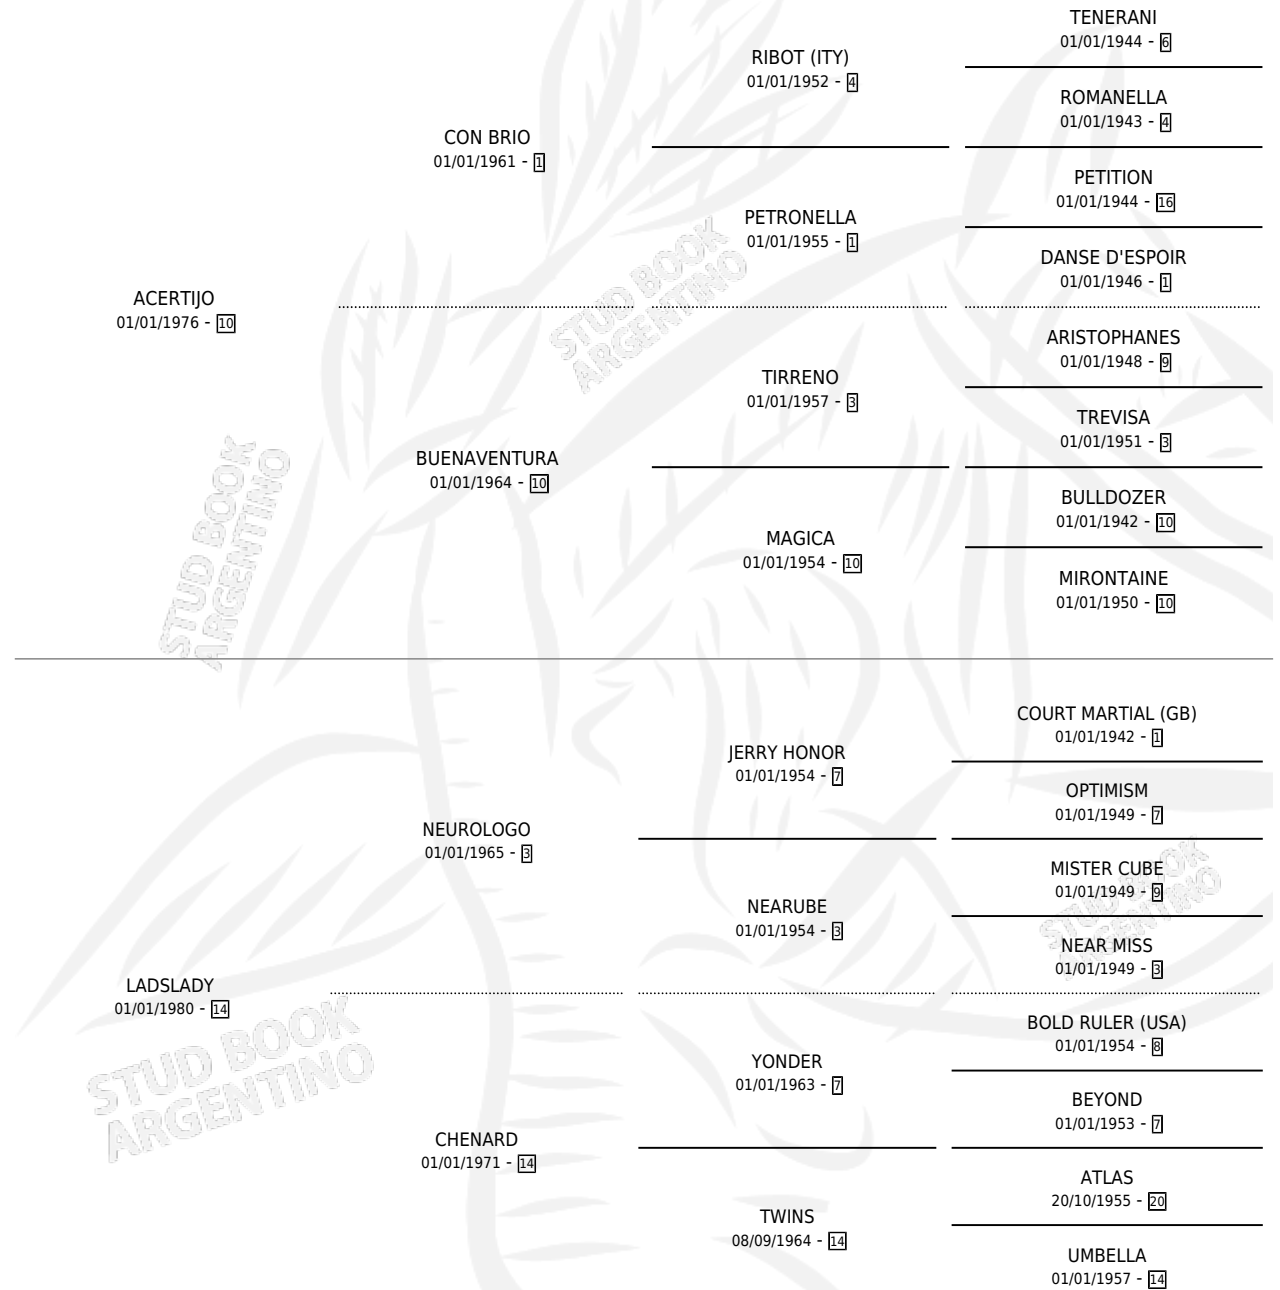 TENERANI
01/01/1944 - 6
RIBOT (ITY)
01/01/1952 - 4
ROMANELLA
01/01/1943 - 4
CON BRIO
01/01/1961 - 1
PETITION
01/01/1944 - 16
PETRONELLA
01/01/1955 - 1
DANSE D'ESPOIR
01/01/1946 - 1
ACERTIJO
01/01/1976 - 10
ARISTOPHANES
01/01/1948 - 9
TIRRENO
01/01/1957 - 3
TREVISA
01/01/1951 - 3
BUENAVENTURA
01/01/1964 - 10
BULLDOZER
01/01/1942 - 10
MAGICA
01/01/1954 - 10
MIRONTAINE
01/01/1950 - 10
COURT MARTIAL (GB)
01/01/1942 - 1
JERRY HONOR
01/01/1954 - 7
OPTIMISM
01/01/1949 - 7
NEUROLOGO
01/01/1965 - 3
MISTER CUBE
01/01/1949 - 9
NEARUBE
01/01/1954 - 3
NEAR MISS
01/01/1949 - 3
LADSLADY
01/01/1980 - 14
BOLD RULER (USA)
01/01/1954 - 8
YONDER
01/01/1963 - 7
BEYOND
01/01/1953 - 7
CHENARD
01/01/1971 - 14
ATLAS
20/10/1955 - 20
TWINS
08/09/1964 - 14
UMBELLA
01/01/1957 - 14
STUD BOOK
ARGENTINO
STUD BOOK
ARGENTINO
STUD BOOK
ARGENTINO
STUD BOOK
ARGENTINO